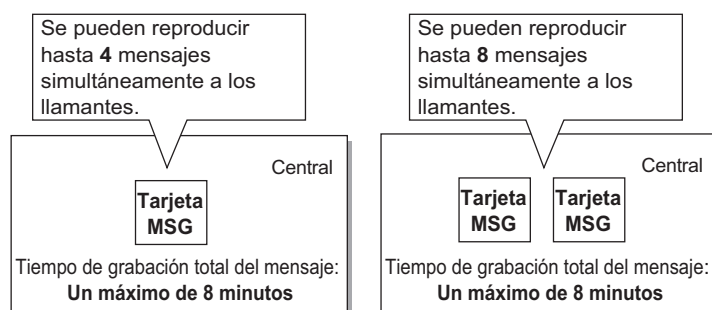 Se pueden reproducir
hasta 4 mensajes
simultáneamente a los
llamantes.
Central
Tarjeta
MSG
Tiempo de grabación total del mensaje:
Un máximo de 8 minutos
Se pueden reproducir
hasta 8 mensajes
simultáneamente a los
llamantes.
Central
Tarjeta
MSG
Tarjeta
MSG
Tiempo de grabación total del mensaje:
Un máximo de 8 minutos